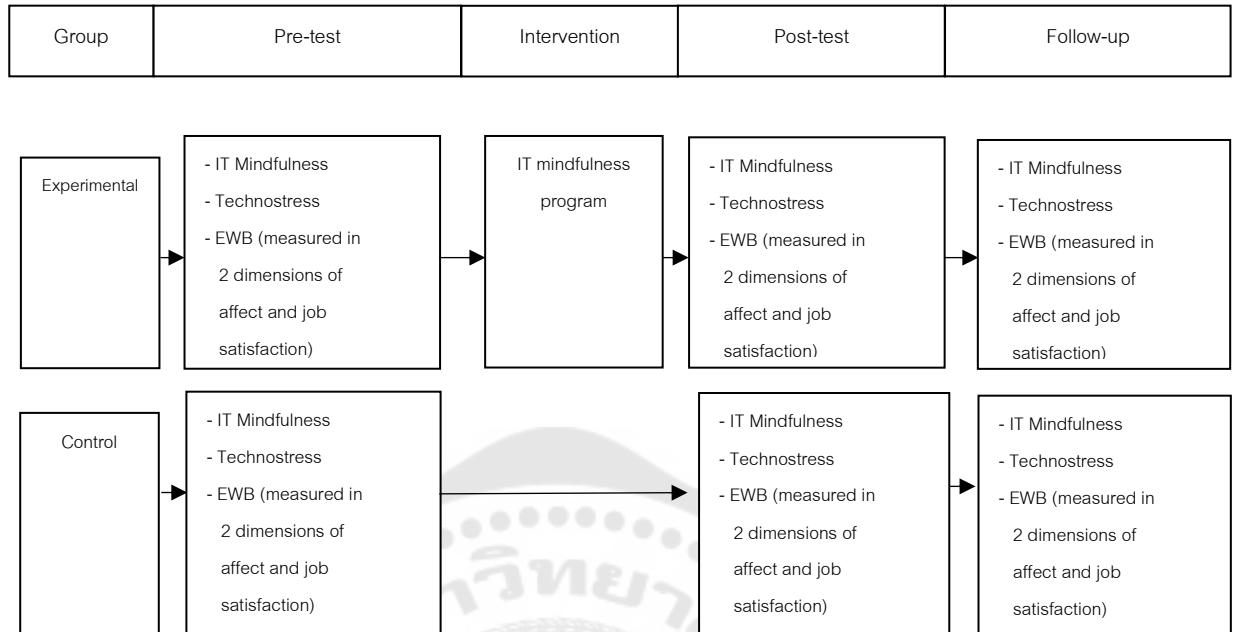 Group Pre-test Intervention Post-test Follow-up
Experimental
- IT Mindfulness
- Technostress
- EWB (measured in
2 dimensions of
affect and job
satisfaction)
IT mindfulness
program
- IT Mindfulness
- Technostress
- EWB (measured in
2 dimensions of
affect and job
satisfaction)
- IT Mindfulness
- Technostress
- EWB (measured in
2 dimensions of
affect and job
satisfaction)
Control
- IT Mindfulness
- Technostress
- EWB (measured in
2 dimensions of
affect and job
satisfaction)
- IT Mindfulness
- Technostress
- EWB (measured in
2 dimensions of
affect and job
satisfaction)
- IT Mindfulness
- Technostress
- EWB (measured in
2 dimensions of
affect and job
satisfaction)